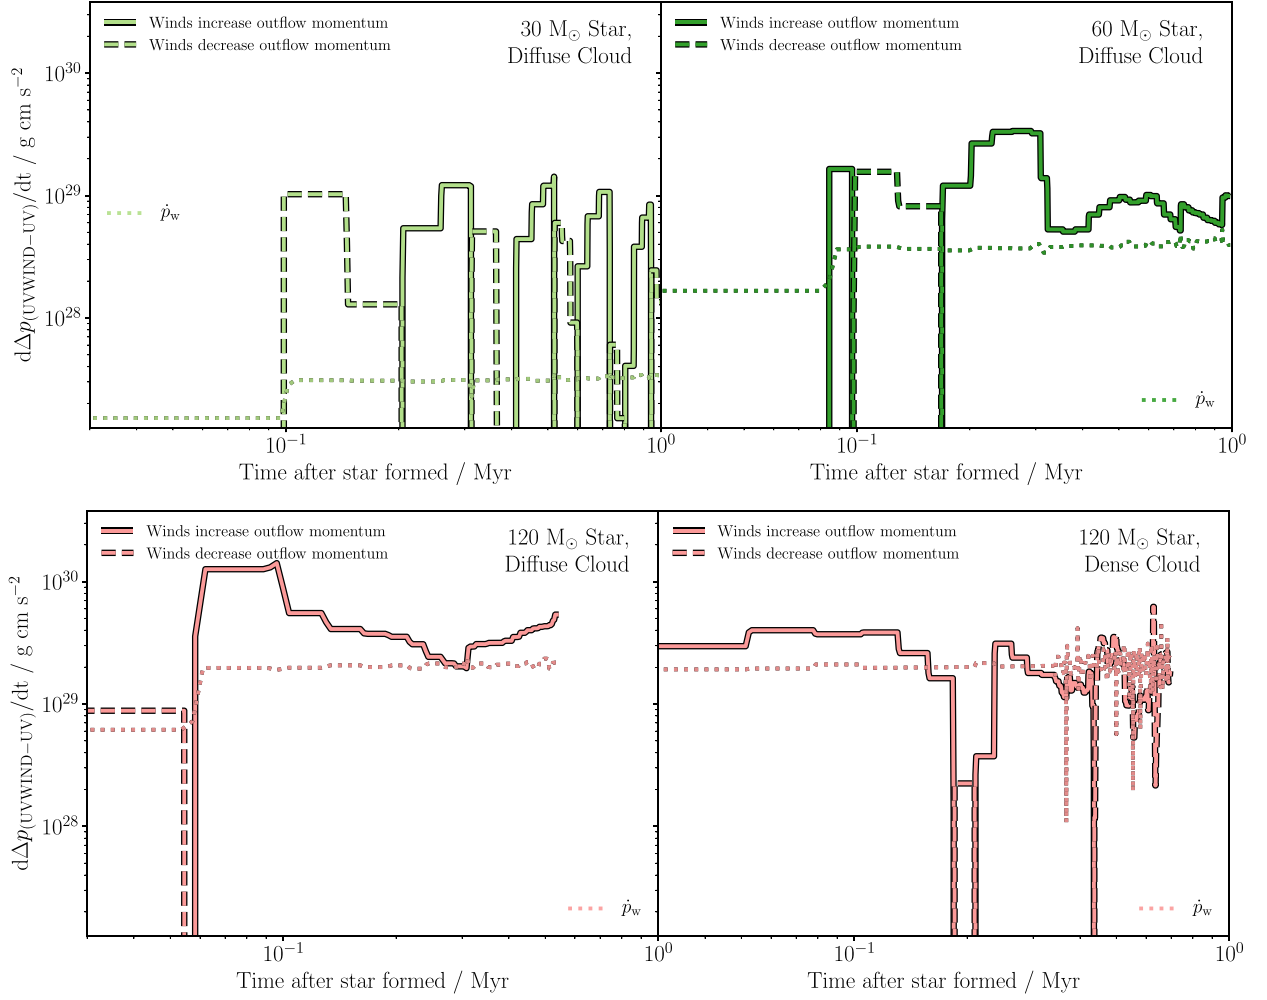 Winds increase outflow momentum
Winds decrease outflow momentum
30 M⊙ Star,
Diffuse Cloud
ṗw
Winds increase outflow momentum
Winds decrease outflow momentum
60 M⊙ Star,
Diffuse Cloud
ṗw
10^30
10^29
10^28
dΔp(UVWIND−UV)/dt / g cm s^−2
10^−1
10^0
Time after star formed / Myr
10^−1
10^0
Time after star formed / Myr
Winds increase outflow momentum
Winds decrease outflow momentum
120 M⊙ Star,
Diffuse Cloud
ṗw
Winds increase outflow momentum
Winds decrease outflow momentum
120 M⊙ Star,
Dense Cloud
ṗw
10^30
10^29
10^28
dΔp(UVWIND−UV)/dt / g cm s^−2
10^−1
10^0
Time after star formed / Myr
10^−1
10^0
Time after star formed / Myr